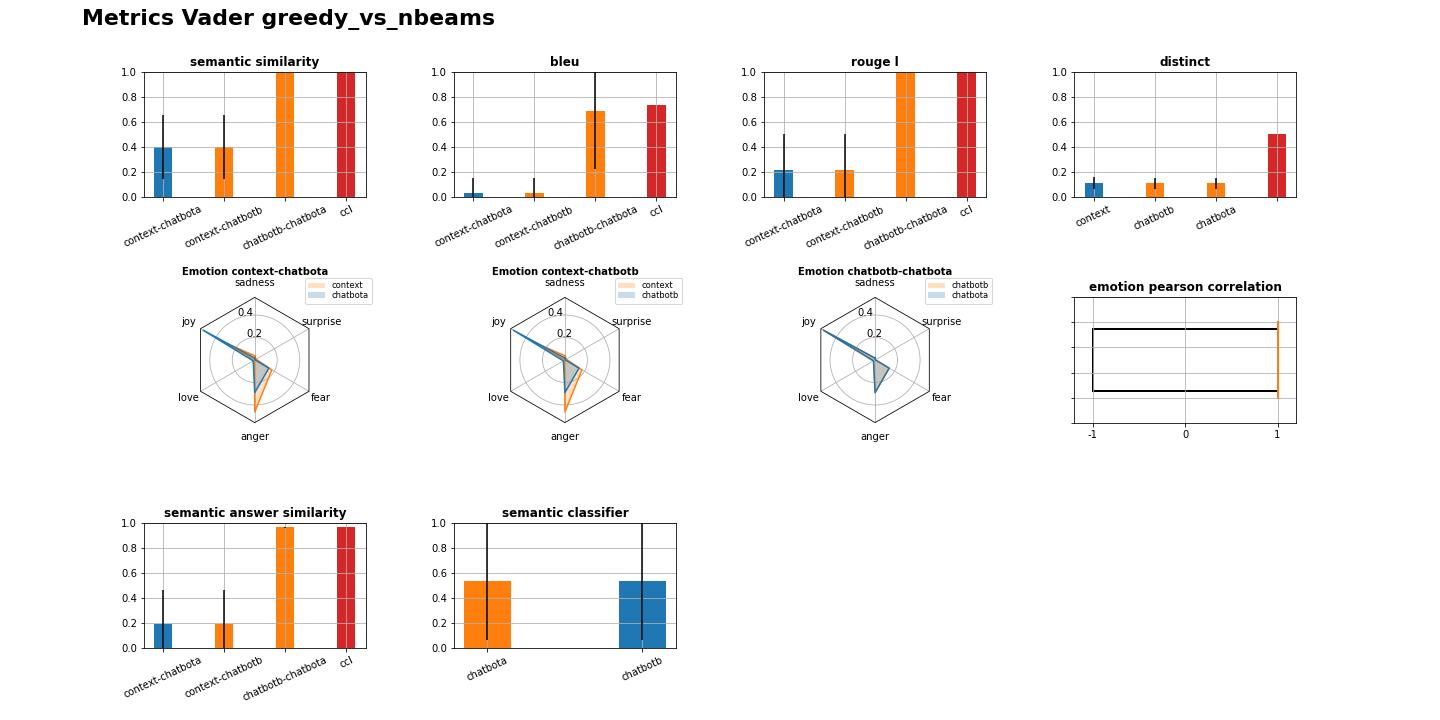 Metrics Vader greedy_vs_nbeams
semantic similarity
1.0
0.8
0.6
0.4
0.2
0.0
context-chatbota
context-chatbotb
chatbotb-chatbota
ccl
bleu
1.0
0.8
0.6
0.4
0.2
0.0
context-chatbota
context-chatbotb
chatbotb-chatbota
ccl
rouge l
1.0
0.8
0.6
0.4
0.2
0.0
context-chatbota
context-chatbotb
chatbotb-chatbota
ccl
distinct
1.0
0.8
0.6
0.4
0.2
0.0
context
chatbotb
chatbota
Emotion context-chatbota
sadness
context
chatbota
joy
0.4
surprise
0.2
love
fear
anger
Emotion context-chatbotb
sadness
context
chatbotb
joy
0.4
surprise
0.2
love
fear
anger
Emotion chatbotb-chatbota
sadness
chatbotb
chatbota
joy
0.4
surprise
0.2
love
fear
anger
emotion pearson correlation
-1
0
1
semantic answer similarity
1.0
0.8
0.6
0.4
0.2
0.0
context-chatbota
context-chatbotb
chatbotb-chatbota
ccl
semantic classifier
1.0
0.8
0.6
0.4
0.2
0.0
chatbota
chatbotb